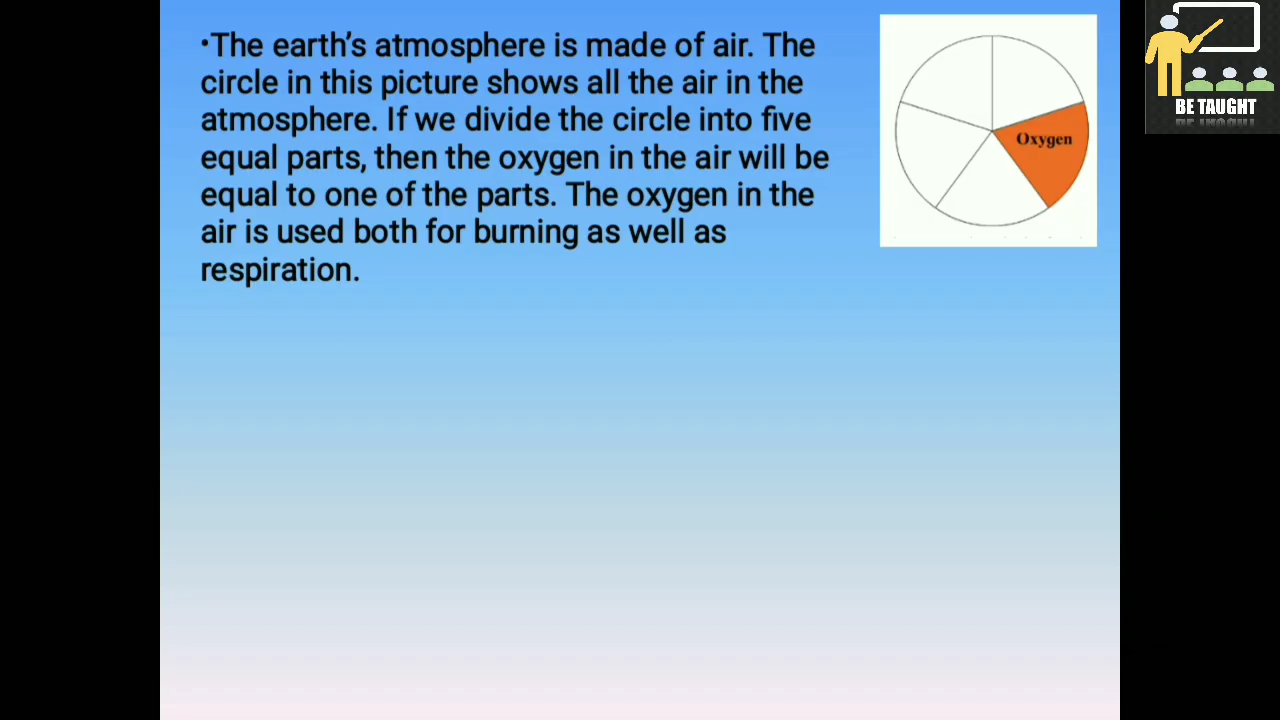 •The earth’s atmosphere is made of air. The
circle in this picture shows all the air in the
atmosphere. If we divide the circle into five
equal parts, then the oxygen in the air will be
equal to one of the parts. The oxygen in the
air is used both for burning as well as
respiration.
Oxygen
BE TAUGHT